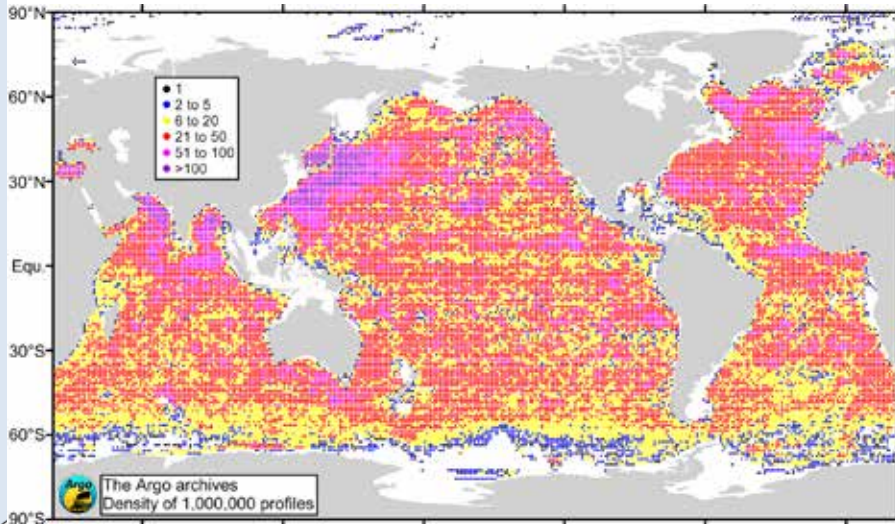 90°N
60°N
30°N
Equ.
30°S
60°S
90°S
1
2 to 5
6 to 20
21 to 50
51 to 100
>100
Argo
The Argo archives
Density of 1,000,000 profiles